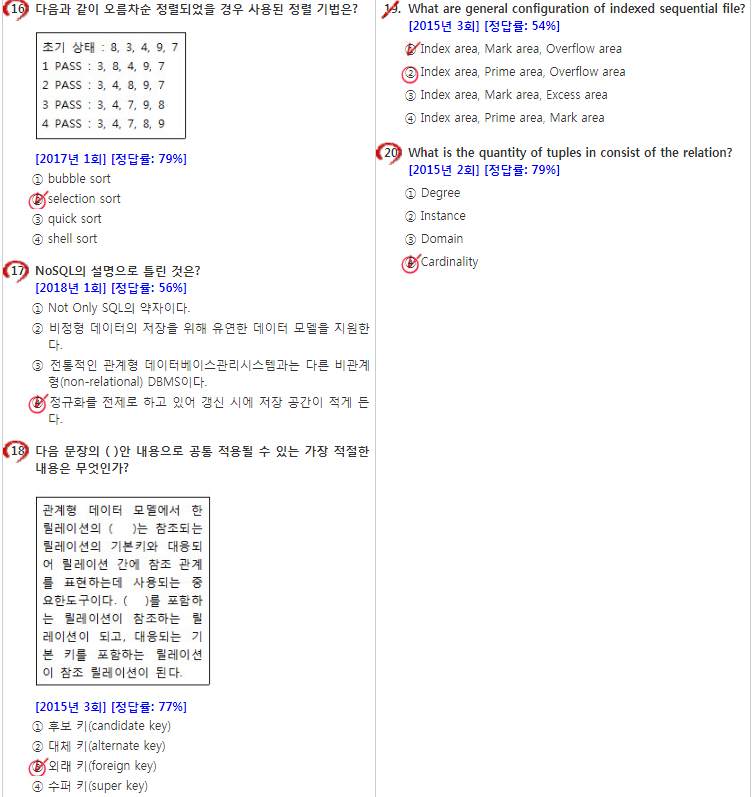 16. 다음과 같이 오름차순 정렬되었을 경우 사용된 정렬 기법은?
초기 상태 : 8, 3, 4, 9, 7
1 PASS : 3, 8, 4, 9, 7
2 PASS : 3, 4, 8, 9, 7
3 PASS : 3, 4, 7, 9, 8
4 PASS : 3, 4, 7, 8, 9
[2017년 1회] [정답률: 79%]
① bubble sort
② selection sort
③ quick sort
④ shell sort
17. NoSQL의 설명으로 틀린 것은?
[2018년 1회] [정답률: 56%]
① Not Only SQL의 약자이다.
② 비정형 데이터의 저장을 위해 유연한 데이터 모델을 지원한
다.
③ 전통적인 관계형 데이터베이스관리시스템과는 다른 비관계
형(non-relational) DBMS이다.
④ 정규화를 전제로 하고 있어 갱신 시에 저장 공간이 적게 든
다.
18. 다음 문장의 ( )안 내용으로 공통 적용될 수 있는 가장 적절한
내용은 무엇인가?
관계형 데이터 모델에서 한
릴레이션의 ( )는 참조되는
릴레이션의 기본키와 대응되
어 릴레이션 간에 참조 관계
를 표현하는데 사용되는 중
요한도구이다. ( )를 포함하
는 릴레이션이 참조하는 릴
레이션이 되고, 대응되는 기
본 키를 포함하는 릴레이션
이 참조 릴레이션이 된다.
[2015년 3회] [정답률: 77%]
① 후보 키(candidate key)
② 대체 키(alternate key)
③ 외래 키(foreign key)
④ 수퍼 키(super key)
19. What are general configuration of indexed sequential file?
[2015년 3회] [정답률: 54%]
① Index area, Mark area, Overflow area
② Index area, Prime area, Overflow area
③ Index area, Mark area, Excess area
④ Index area, Prime area, Mark area
20. What is the quantity of tuples in consist of the relation?
[2015년 2회] [정답률: 79%]
① Degree
② Instance
③ Domain
④ Cardinality